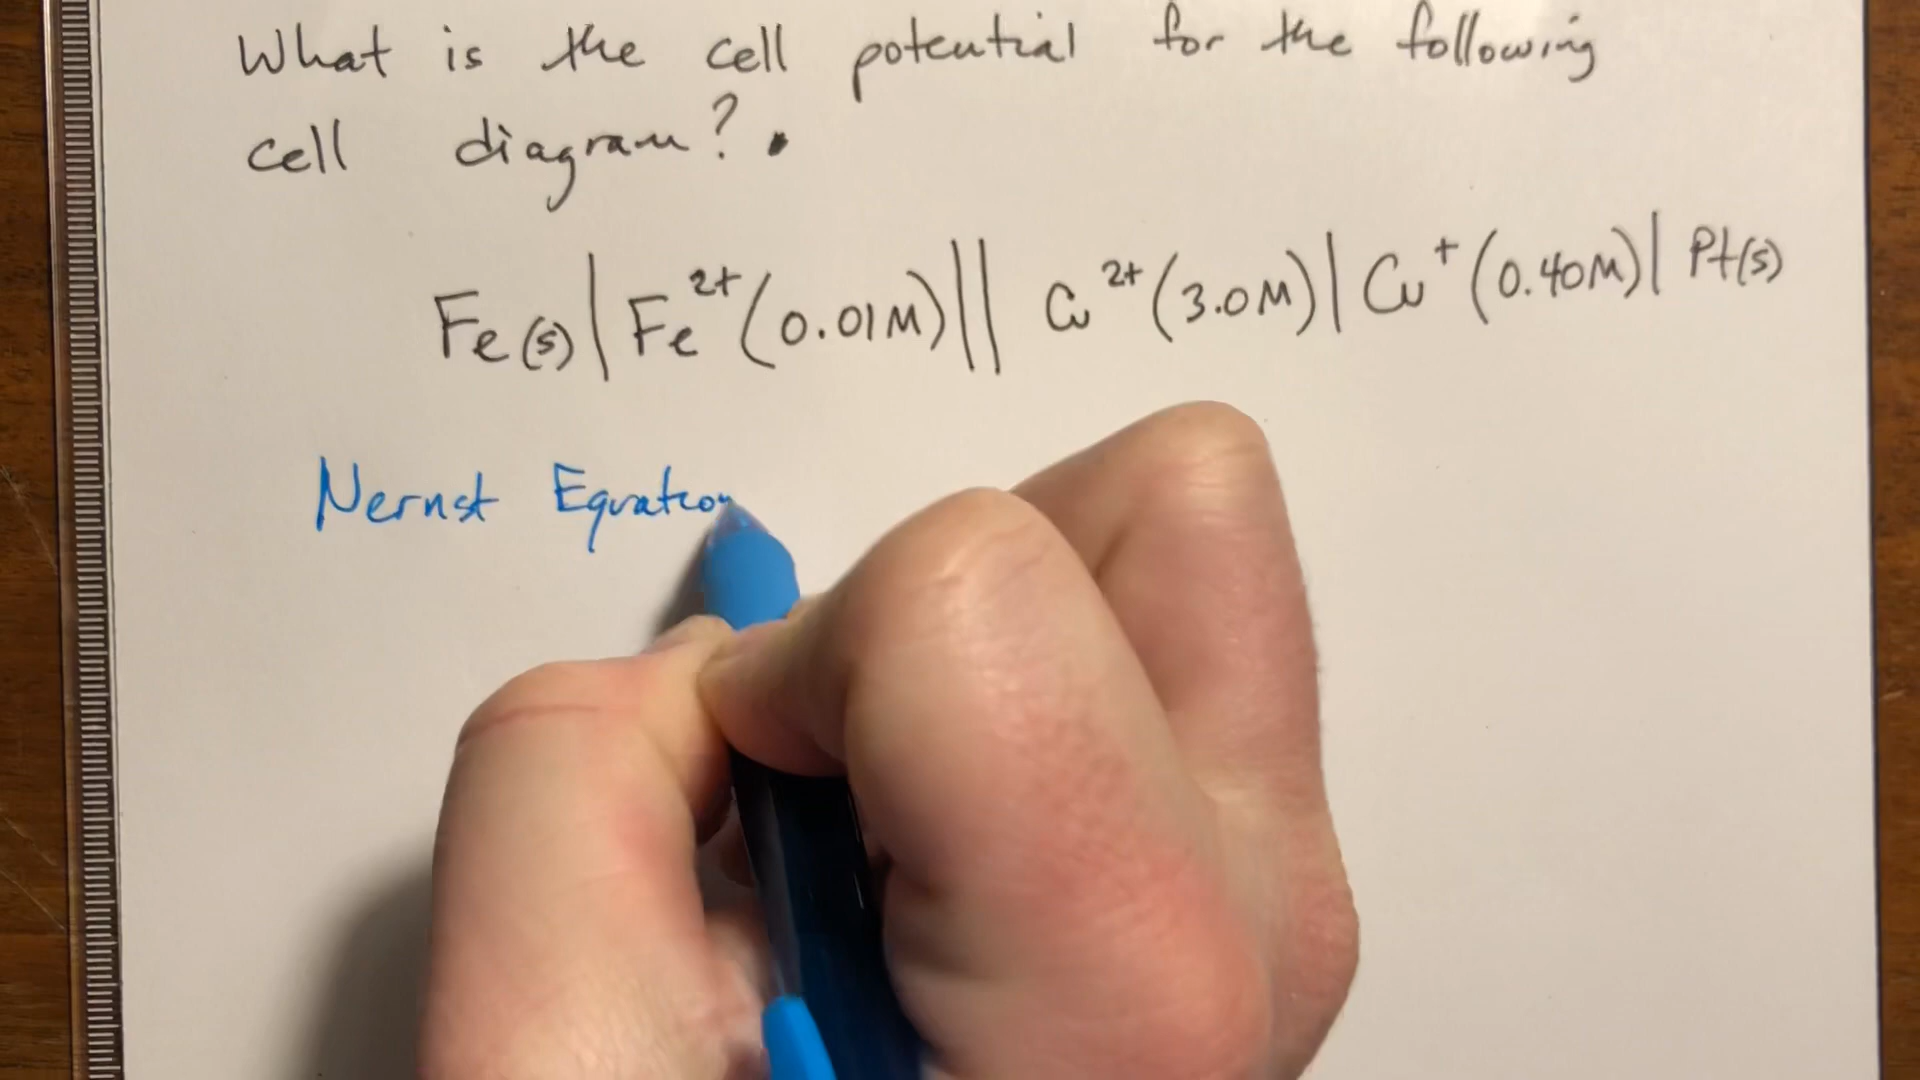 What is the cell potential for the following
cell diagram?.
Fe(s)|Fe²⁺(0.01M)||Cu²⁺(3.0M)|Cu⁺(0.40M)|Pt(s)
Nernst Equation